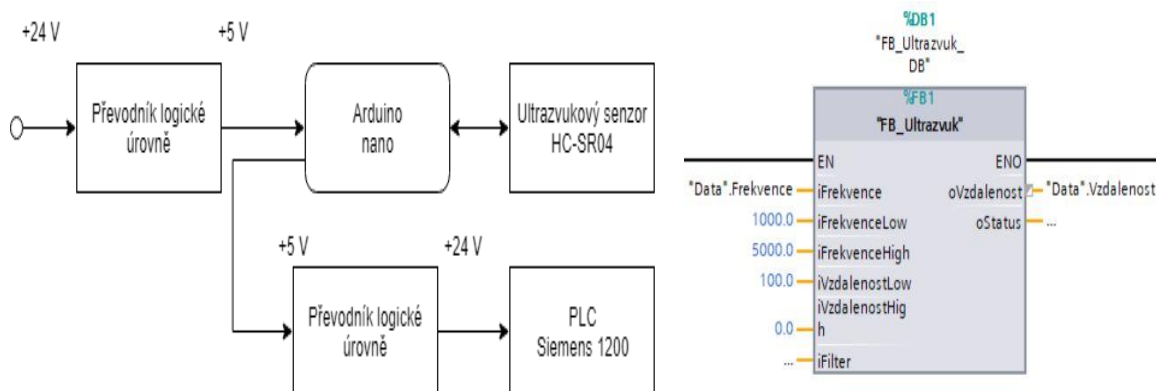 +24 V
+5 V
Převodník logické
úrovně
Arduino
nano
Ultrazvukový senzor
HC-SR04
+5 V
+24 V
Převodník logické
úrovně
PLC
Siemens 1200
%DB1
"FB_Ultrazvuk_
DB"
%FB1
"FB_Ultrazvuk"
EN ENO
"Data".Frekvence iFrekvence oVzdalenost "Data".Vzdalenost
1000.0 iFrekvenceLow oStatus ...
5000.0 iFrekvenceHigh
100.0 iVzdalenostLow
iVzdalenostHig
0.0 h
... iFilter